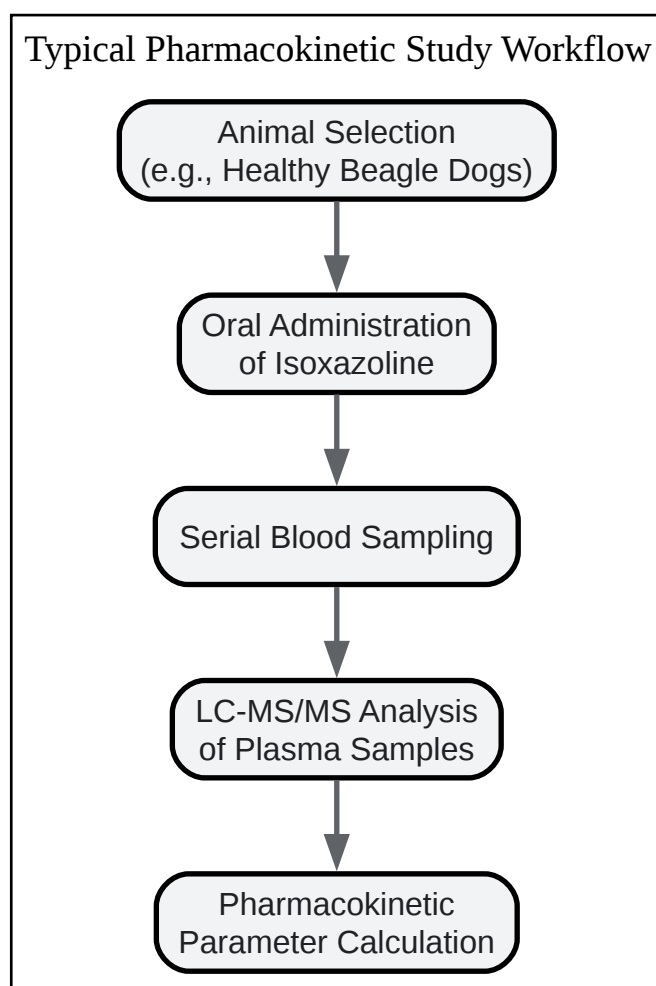 Typical Pharmacokinetic Study Workflow
Animal Selection
(e.g., Healthy Beagle Dogs)
Oral Administration
of Isoxazoline
Serial Blood Sampling
LC-MS/MS Analysis
of Plasma Samples
Pharmacokinetic
Parameter Calculation